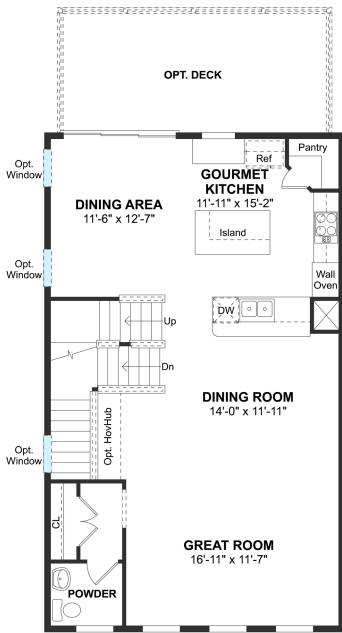 OPT. DECK
Opt.
Window
Pantry
Ref
GOURMET
KITCHEN
11'-11" x 15'-2"
DINING AREA
11'-6" x 12'-7"
Island
Opt.
Window
Wall
Oven
DW
Up
Dn
DINING ROOM
14'-0" x 11'-11"
Opt. HovHub
Opt.
Window
CL
GREAT ROOM
16'-11" x 11'-7"
POWDER